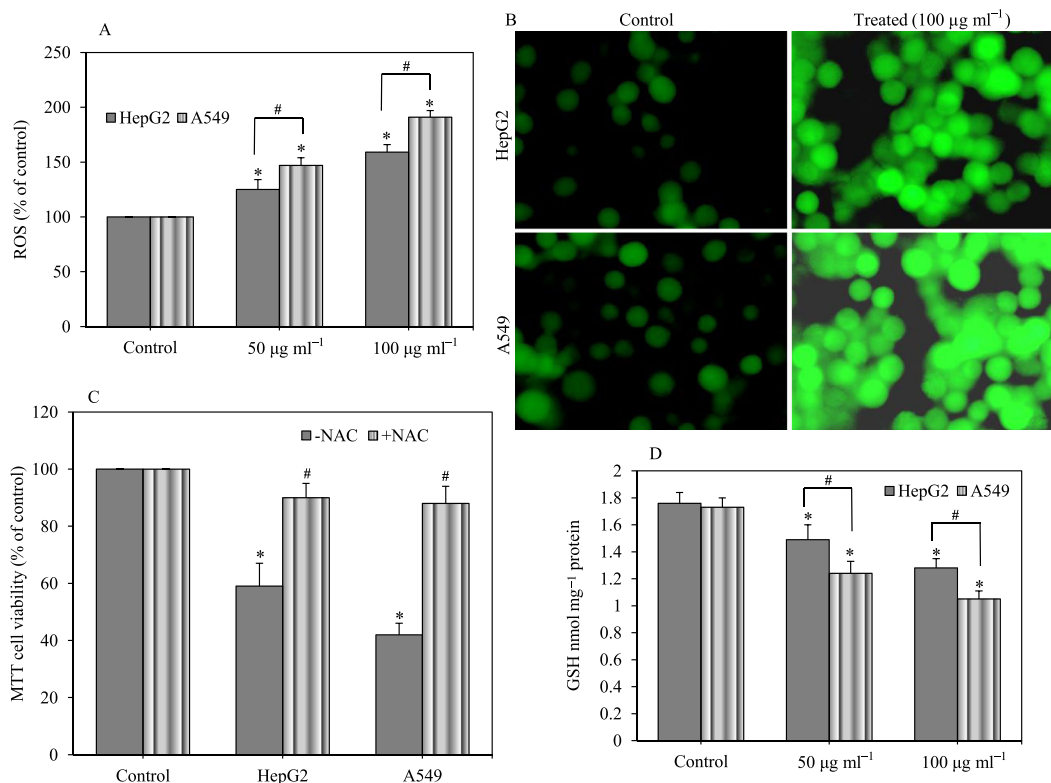 A
ROS (% of control)
250
200
150
100
50
0
HepG2 A549
* * # * * #
Control 50 µg ml⁻¹ 100 µg ml⁻¹
B
Control Treated (100 µg ml⁻¹)
HepG2
A549
C
MTT cell viability (% of control)
120
100
80
60
40
20
0
-NAC +NAC
* # * #
Control HepG2 A549
D
GSH nmol mg⁻¹ protein
2
1.8
1.6
1.4
1.2
1
0.8
0.6
0.4
0.2
0
HepG2 A549
* * # * * #
Control 50 µg ml⁻¹ 100 µg ml⁻¹